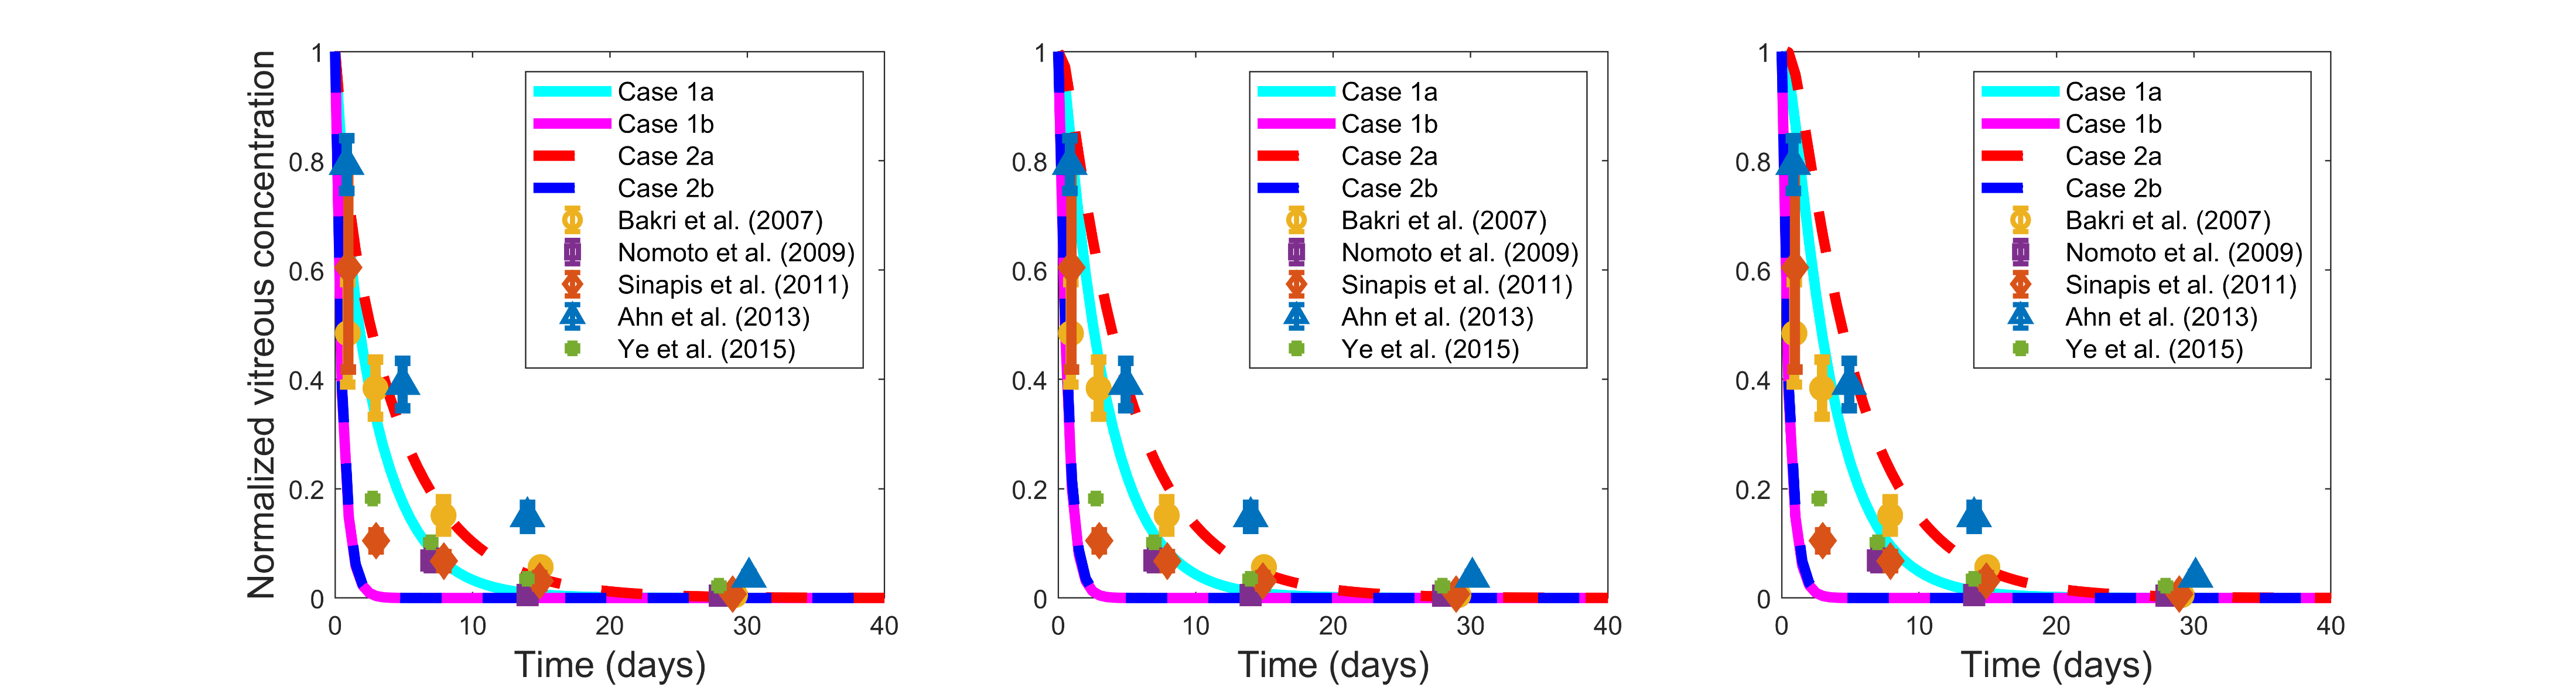 Normalized vitreous concentration
1
0.8
0.6
0.4
0.2
0
0 10 20 30 40
Time (days)
Case 1a
Case 1b
Case 2a
Case 2b
Bakri et al. (2007)
Nomoto et al. (2009)
Sinapis et al. (2011)
Ahn et al. (2013)
Ye et al. (2015)
1
0.8
0.6
0.4
0.2
0
0 10 20 30 40
Time (days)
Case 1a
Case 1b
Case 2a
Case 2b
Bakri et al. (2007)
Nomoto et al. (2009)
Sinapis et al. (2011)
Ahn et al. (2013)
Ye et al. (2015)
1
0.8
0.6
0.4
0.2
0
0 10 20 30 40
Time (days)
Case 1a
Case 1b
Case 2a
Case 2b
Bakri et al. (2007)
Nomoto et al. (2009)
Sinapis et al. (2011)
Ahn et al. (2013)
Ye et al. (2015)